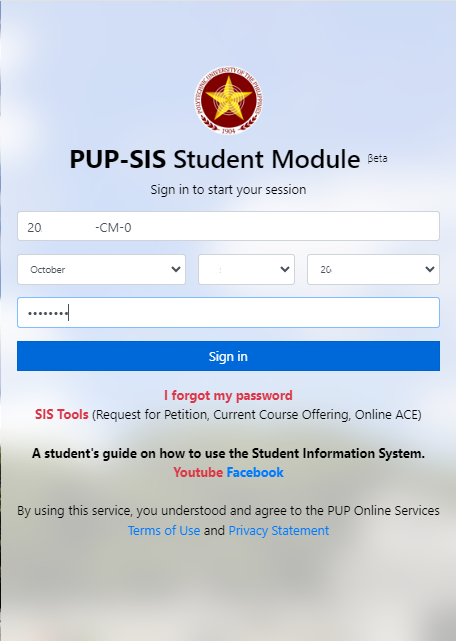 POLYTECHNIC UNIVERSITY OF THE PHILIPPINES
1904
PUP-SIS Student Module βeta
Sign in to start your session
20 -CM-0
October 20
••••••••
Sign in
I forgot my password
SIS Tools (Request for Petition, Current Course Offering, Online ACE)
A student's guide on how to use the Student Information System.
Youtube Facebook
By using this service, you understood and agree to the PUP Online Services
Terms of Use and Privacy Statement